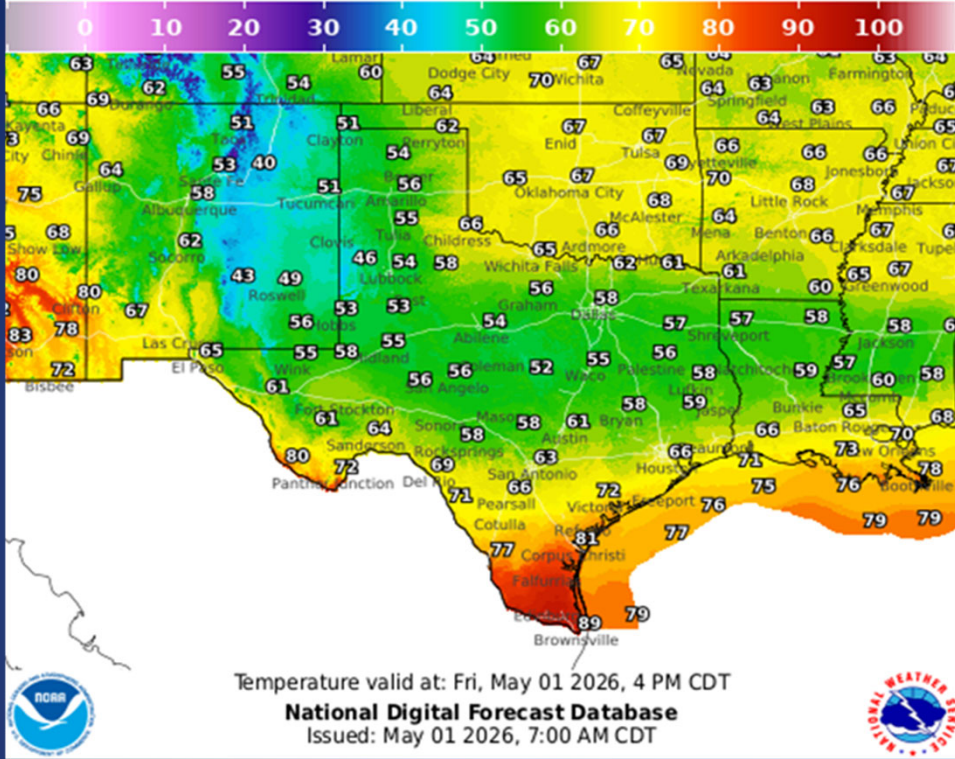 0 10 20 30 40 50 60 70 80 90 100
63 55 54 Lamar 60 64 67 65 64 63 64
Dodge City 70 Wichita Nevada Lebanon Farmington
62 Trinidad 64 64 63
66 69 Durango Liberal Coffeyville Springfield 63 66
Kayenta 51 51 62 67 64 West Plains 65
69 Taos Clayton Perryton Enid 67 66 Union City
City Chinle 54 Tulsa 66 66
64 53 40 69 Fayetteville Jonesboro 67
Gallup Santa Fe 56 65 67 70 68 Jackson
75 58 51 Amarillo Oklahoma City 68 Little Rock 67
Albuquerque Tucumcari 55 McAlester 64 Memphis
68 62 Clovis Tulia 66 66 Mena Benton 66 67
Show Low Socorro 46 54 58 Childress 65 Ardmore Arkadelphia Clarksdale
80 43 49 Lubbock Wichita Falls 62 61 61 65 67
80 Roswell 56 Texarkana 60 Greenwood
Clifton 67 53 53 Graham 58
78 56 Hobbs 54 Dallas 57 57 58 58
83 Las Cruces 55 Abilene Shreveport Jackson
65 55 58 Midland 55 56 57
72 El Paso Wink 56 Coleman 52 Waco Palestine 58 Natchitoches 59 Brookhaven 60 58
Bisbee 61 56 San Angelo Lufkin McComb
Fort Stockton Mason 58 59 Jasper Bunkie 65 68
61 64 Sonora 58 61 Bryan 66 Baton Rouge 70
Sanderson 58 Austin
80 72 Rocksprings 63 66 Beaumont 71 73 New Orleans
Panther Junction 69 San Antonio Houston 78
Del Rio 66 75 76 Boothville
71 Pearsall 72 Freeport 76
Cotulla Victoria 79 79
77 Refugio 81 77
Corpus Christi
Falfurrias
79
89
Brownsville
Temperature valid at: Fri, May 01 2026, 4 PM CDT
National Digital Forecast Database
Issued: May 01 2026, 7:00 AM CDT
NOAA
NATIONAL WEATHER SERVICE